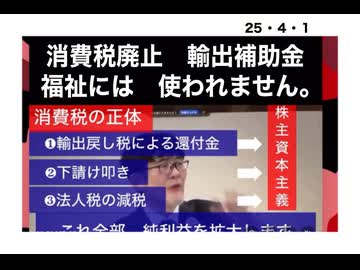 25・4・1
消費税廃止　輸出補助金
福祉には　使われません。
消費税の正体
❶輸出戻し税による還付金
❷下請け叩き
❸法人税の減税
株主資本主義
これ全部、純利益を拡大します